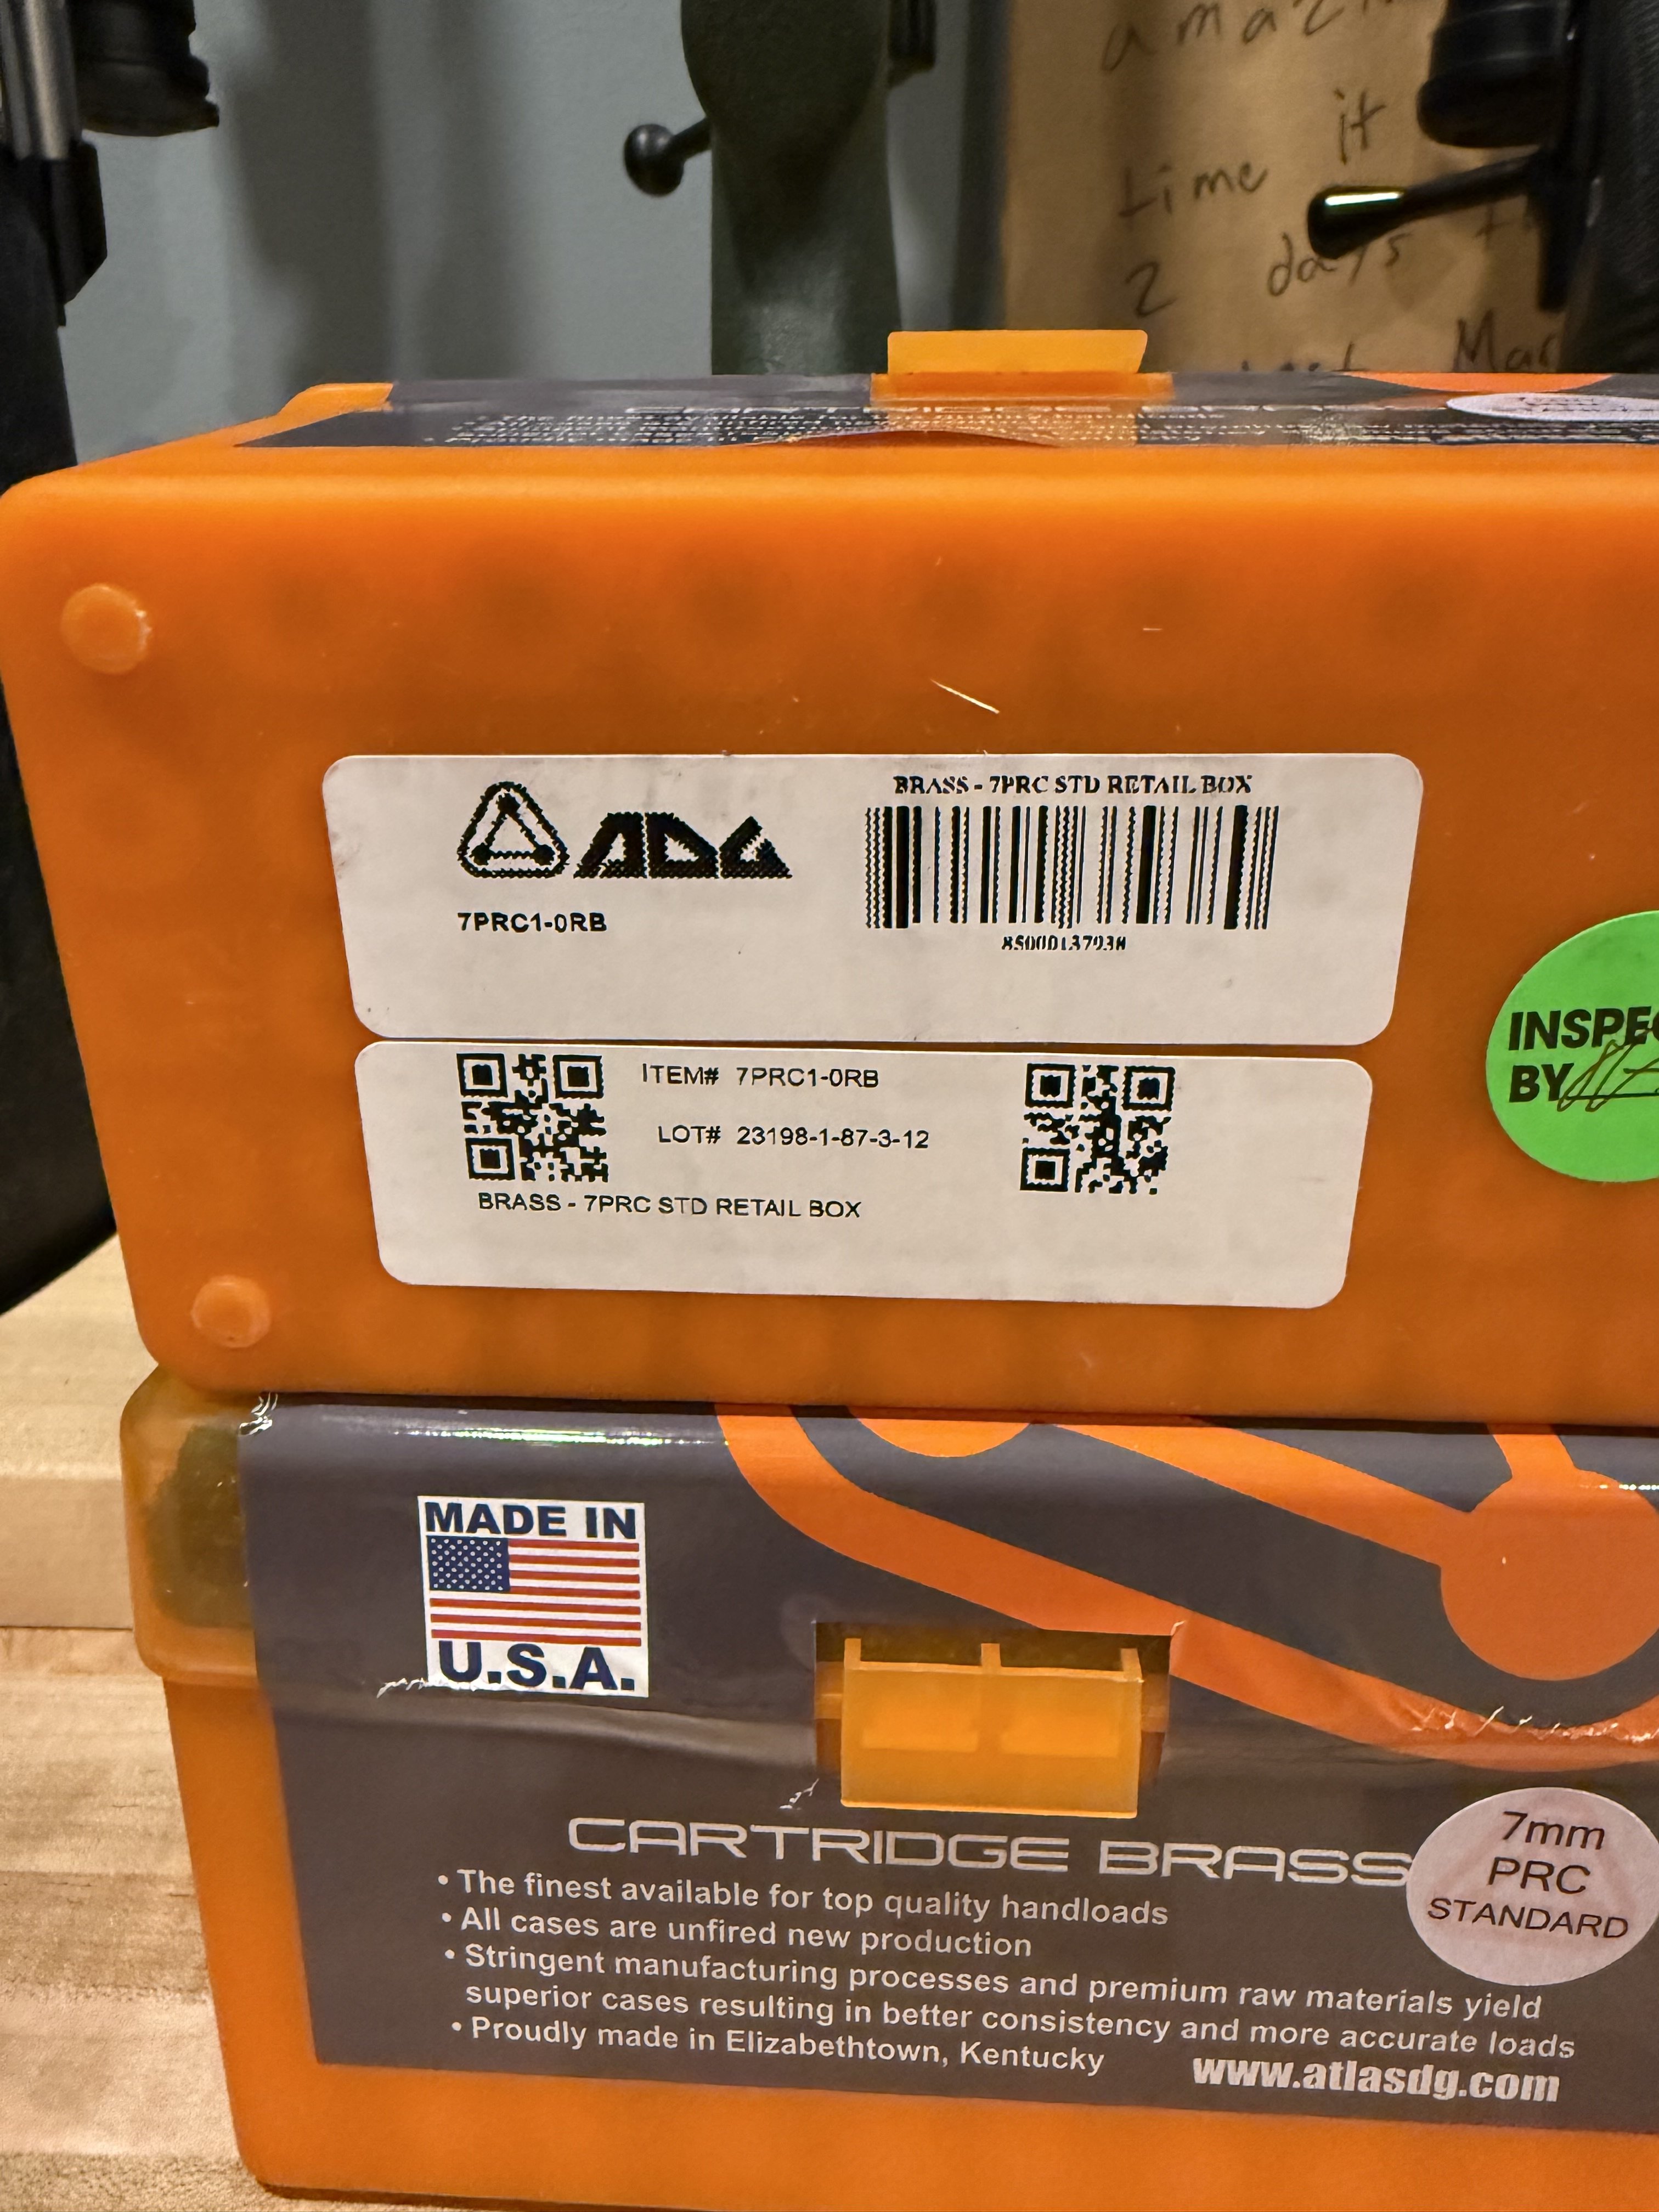 time it
2 days
BRASS - 7PRC STD RETAIL BOX
ADG
7PRC1-0RB
INSPEC
BY
ITEM# 7PRC1-0RB
LOT# 23198-1-87-3-12
BRASS - 7PRC STD RETAIL BOX
MADE IN
U.S.A.
CARTRIDGE BRASS
7mm
PRC
STANDARD
• The finest available for top quality handloads
• All cases are unfired new production
• Stringent manufacturing processes and premium raw materials yield
superior cases resulting in better consistency and more accurate loads
• Proudly made in Elizabethtown, Kentucky
www.atlasdg.com